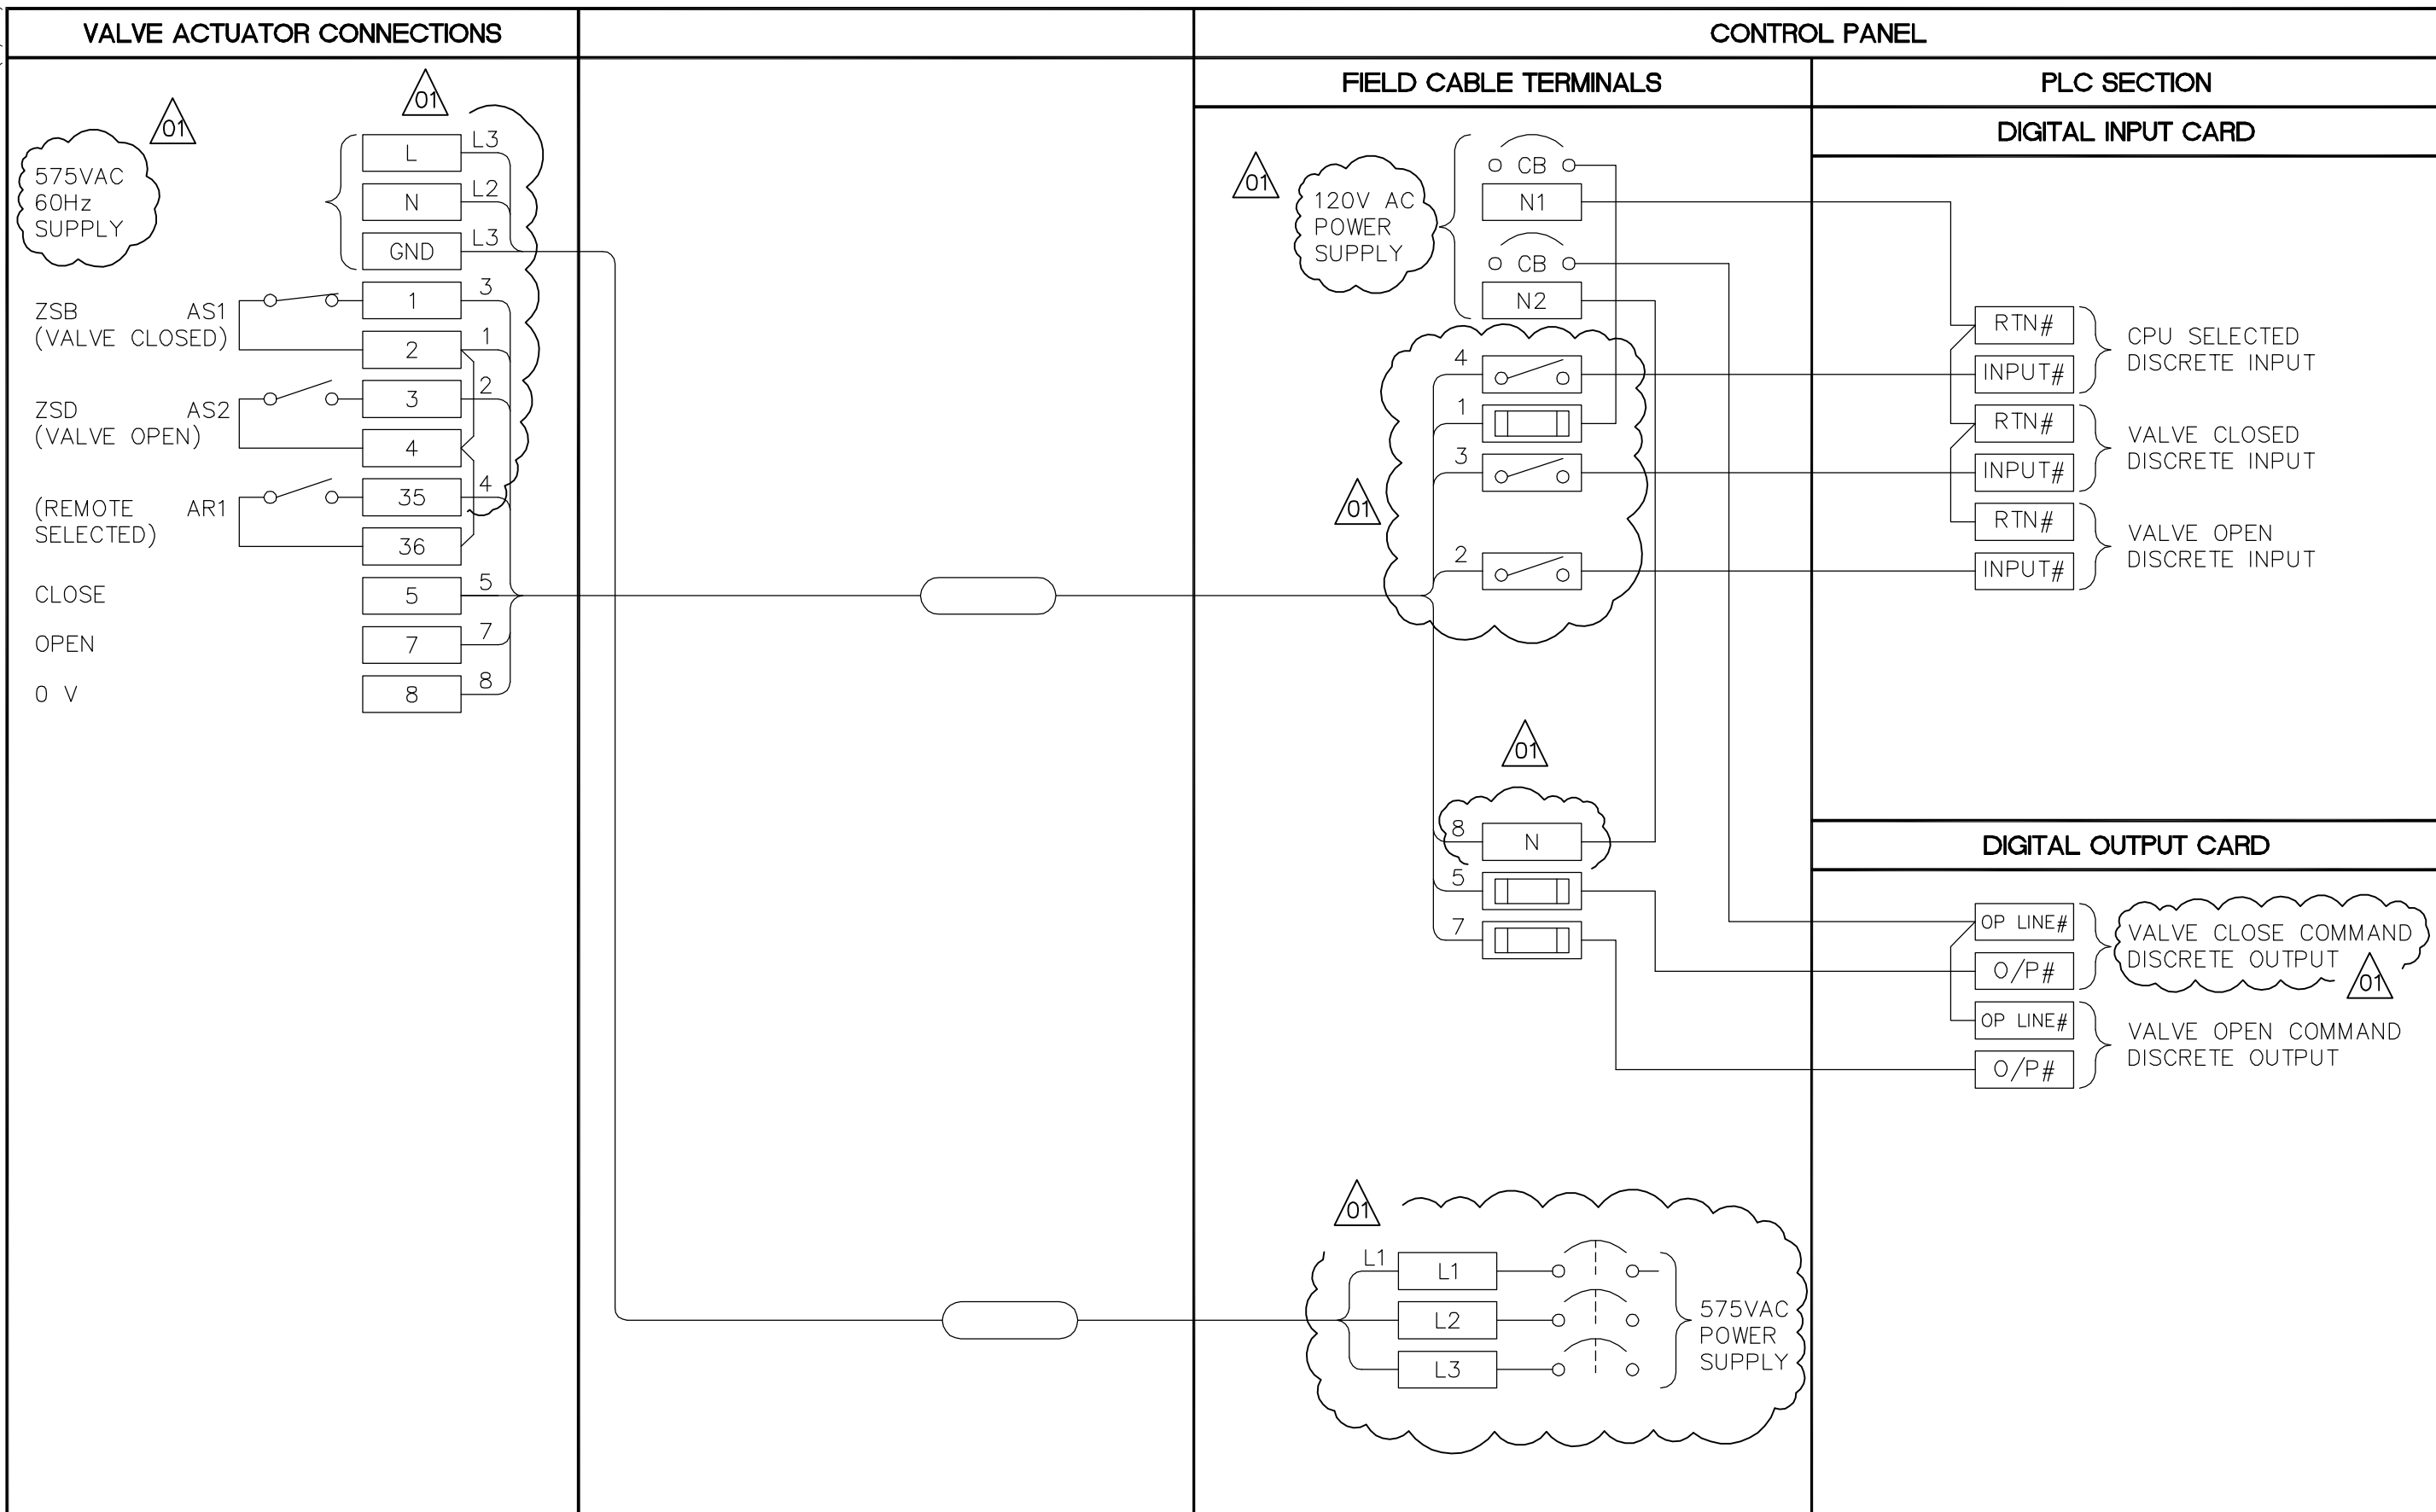 VALVE ACTUATOR CONNECTIONS
CONTROL PANEL
FIELD CABLE TERMINALS
PLC SECTION
DIGITAL INPUT CARD
01
01
575VAC
60Hz
SUPPLY
L
L3
N
L2
GND
L3
ZSB AS1
(VALVE CLOSED)
1
3
2
1
ZSD AS2
(VALVE OPEN)
3
2
4
(REMOTE AR1
SELECTED)
35
4
36
CLOSE
5
5
OPEN
7
7
0 V
8
8
01
120V AC
POWER
SUPPLY
CB
N1
CB
N2
4
1
3
01
2
01
8
N
5
7
01
L1
L1
L2
L3
575VAC
POWER
SUPPLY
RTN#
INPUT#
CPU SELECTED
DISCRETE INPUT
RTN#
INPUT#
VALVE CLOSED
DISCRETE INPUT
RTN#
INPUT#
VALVE OPEN
DISCRETE INPUT
DIGITAL OUTPUT CARD
OP LINE#
O/P#
VALVE CLOSE COMMAND
DISCRETE OUTPUT
01
OP LINE#
O/P#
VALVE OPEN COMMAND
DISCRETE OUTPUT